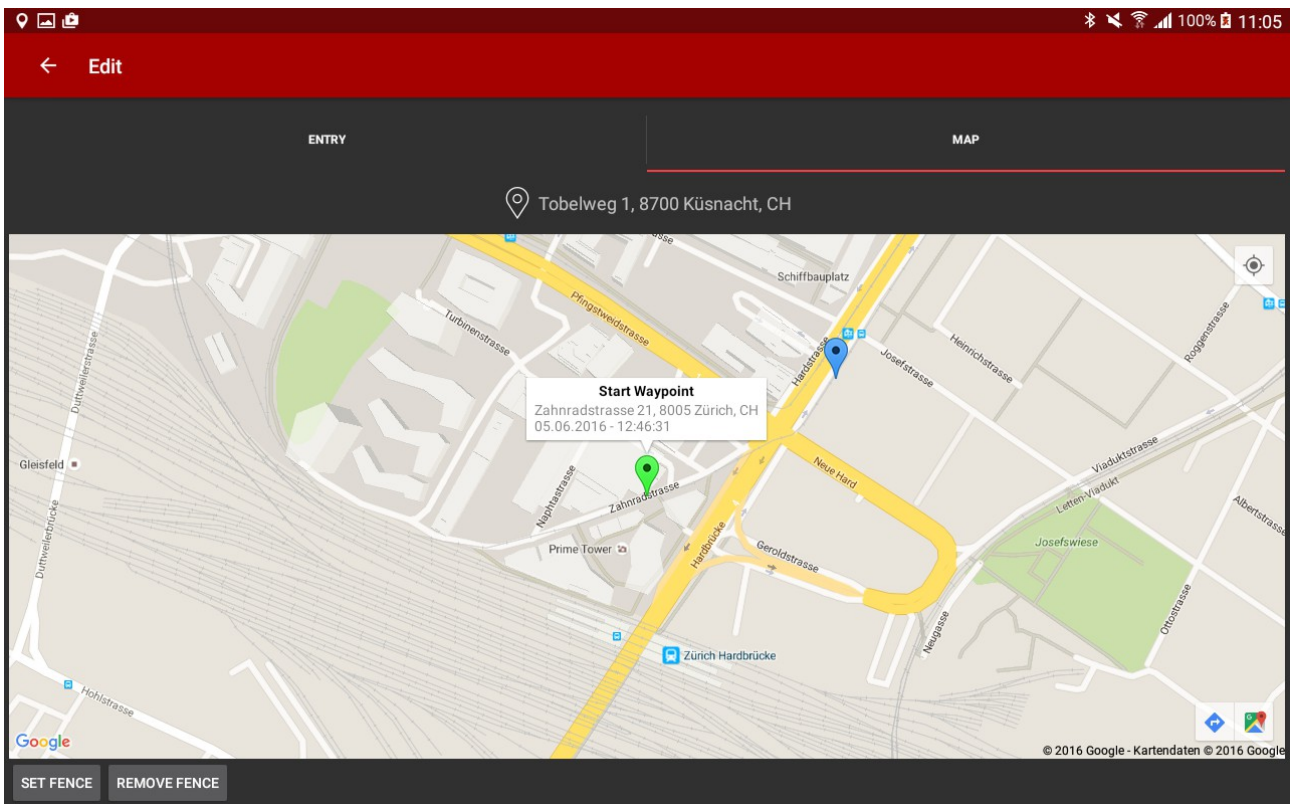 100% 11:05
Edit
ENTRY
MAP
Tobelweg 1, 8700 Küsnacht, CH
Schiffbauplatz
Pfingstweidstrasse
Turbinenstrasse
Hardstrasse
Josefstrasse
Heinrichstrasse
Roggenstrasse
Duttweilerstrasse
Start Waypoint
Zahnradstrasse 21, 8005 Zürich, CH
05.06.2016 - 12:46:31
Gleisfeld
Naphtastrasse
Zahnradstrasse
Neue Hard
Viaduktstrasse
Letten-Viadukt
Albertstrasse
Duttweilerbrücke
Prime Tower
Hardbrücke
Geroldstrasse
Josefswiese
Ottostrasse
Neugasse
Zürich Hardbrücke
Hohlstrasse
Google
© 2016 Google - Kartendaten © 2016 Google
SET FENCE
REMOVE FENCE